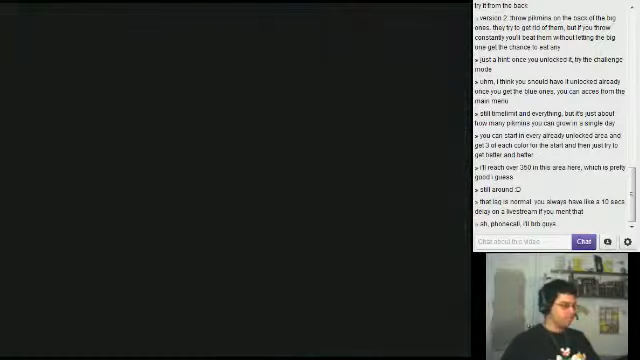 try it from the back
version 2: throw pikmins on the back of the big
ones, they try to get rid of them, but if you throw
constantly you'll beat them without letting the big
one get the chance to eat any
» just a hint: once you unlocked it, try the challenge
mode
» uhm, i think you should have it unlocked already
once you get the blue ones, you can acces from the
main menu
» still timelimit and everything, but it's just about
how many pikmins you can grow in a single day
» you can start in every already unlocked area and
get 3 of each color for the start and then just try to
get better and better
» i'll reach over 350 in this area here, which is pretty
good i guess
» still around :D
» that lag is normal, you always have like a 10 secs
delay on a livestream if you ment that
» ah, phonecall, i'll brb guys
Chat about this video
Chat